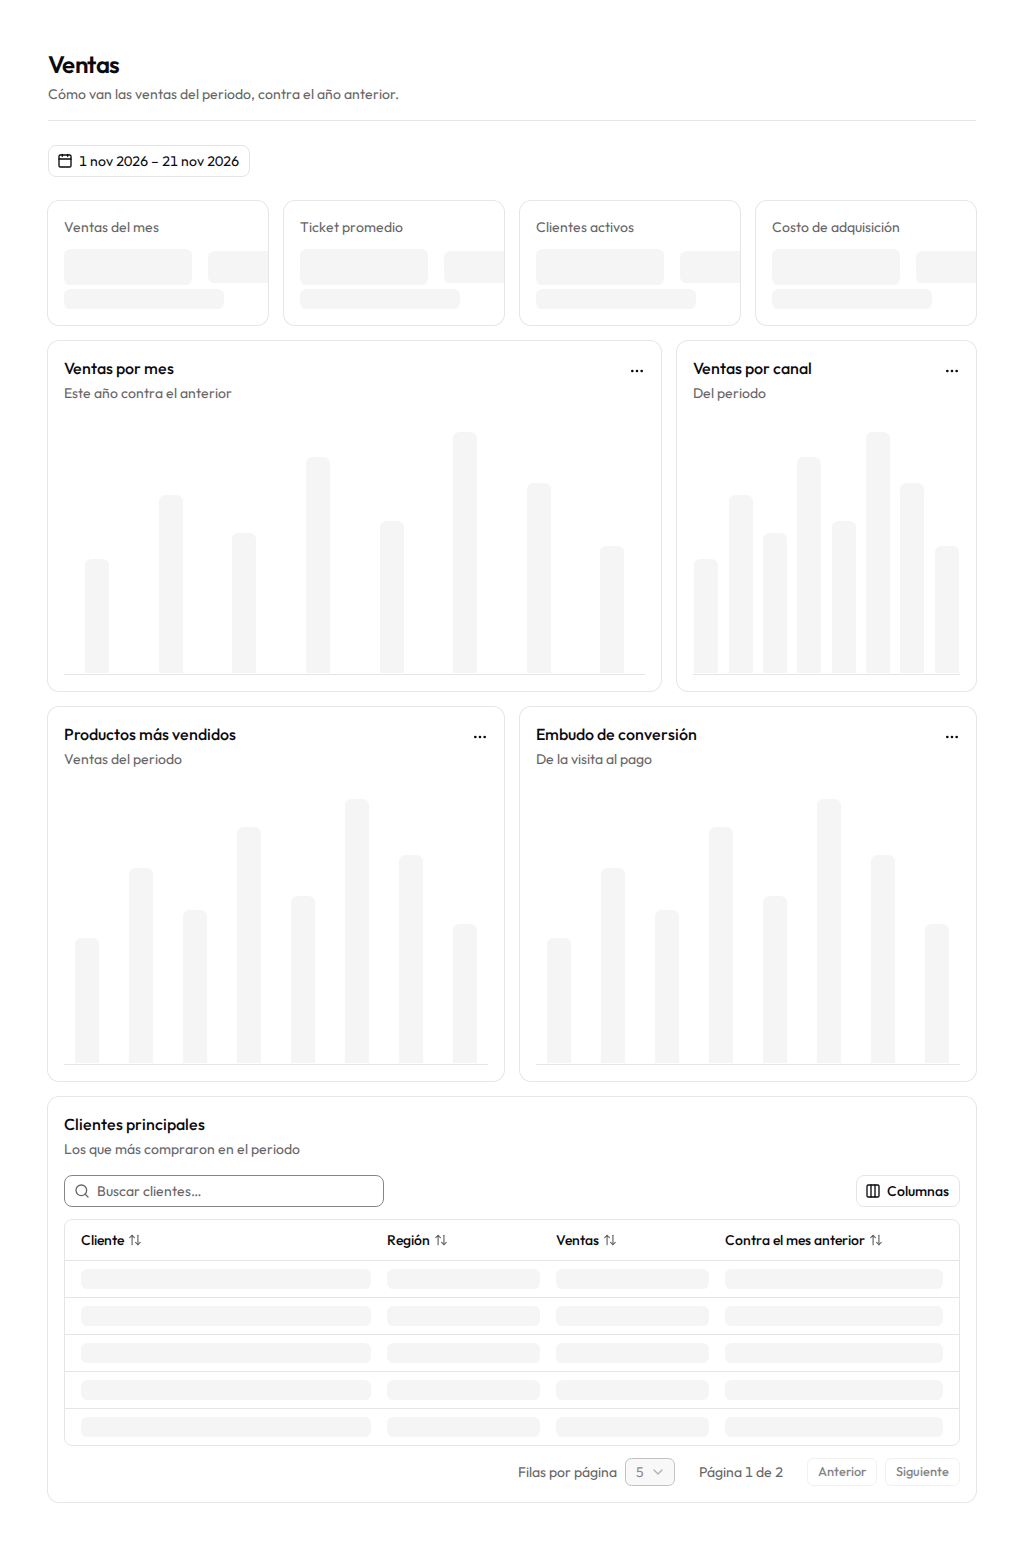 Ventas
Cómo van las ventas del periodo, contra el año anterior.
1 nov 2026 – 21 nov 2026
Ventas del mes
Ticket promedio
Clientes activos
Costo de adquisición
Ventas por mes
Este año contra el anterior
Ventas por canal
Del periodo
Productos más vendidos
Ventas del periodo
Embudo de conversión
De la visita al pago
Clientes principales
Los que más compraron en el periodo
Buscar clientes...
Columnas
Cliente Región Ventas Contra el mes anterior
Filas por página 5 Página 1 de 2 Anterior Siguiente